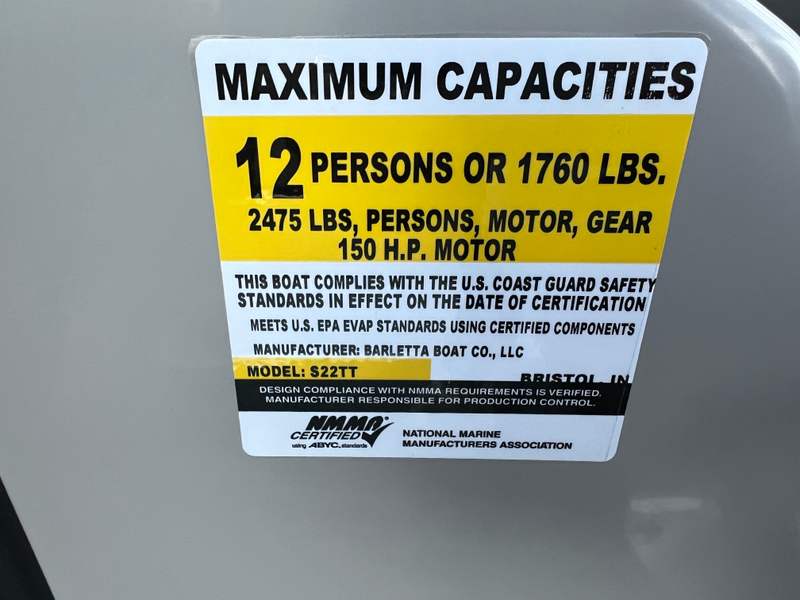 MAXIMUM CAPACITIES
12 PERSONS OR 1760 LBS.
2475 LBS, PERSONS, MOTOR, GEAR
150 H.P. MOTOR
THIS BOAT COMPLIES WITH THE U.S. COAST GUARD SAFETY
STANDARDS IN EFFECT ON THE DATE OF CERTIFICATION
MEETS U.S. EPA EVAP STANDARDS USING CERTIFIED COMPONENTS
MANUFACTURER: BARLETTA BOAT CO., LLC
MODEL: S22TT
BRISTOL, IN
DESIGN COMPLIANCE WITH NMMA REQUIREMENTS IS VERIFIED.
MANUFACTURER RESPONSIBLE FOR PRODUCTION CONTROL.
NMMA®
CERTIFIED
using ABYC standards
NATIONAL MARINE
MANUFACTURERS ASSOCIATION